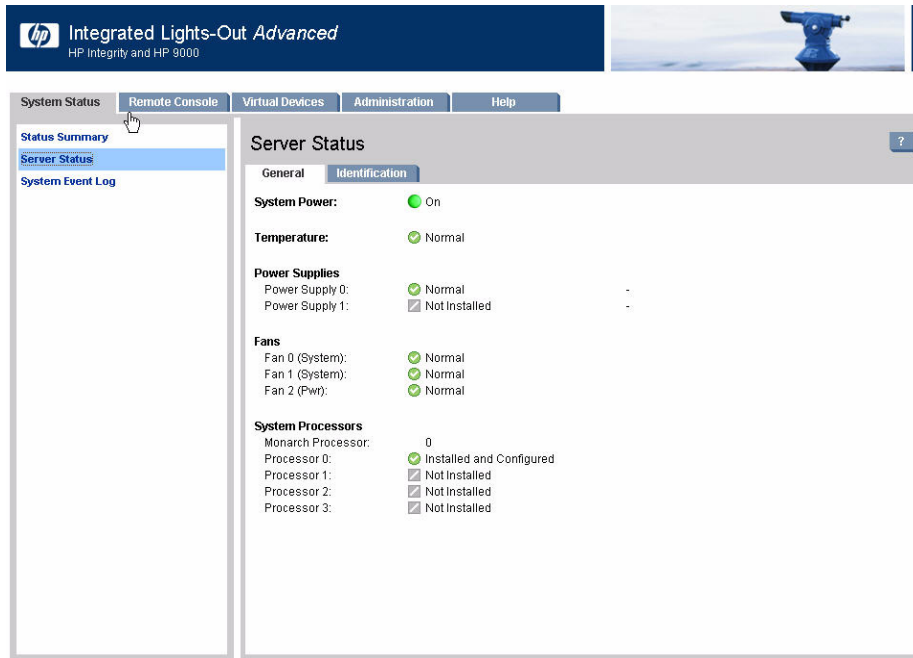 hp
Integrated Lights-Out Advanced
HP Integrity and HP 9000
System Status
Remote Console
Virtual Devices
Administration
Help
Status Summary
Server Status
System Event Log
Server Status
?
General
Identification
System Power: On
Temperature: Normal
Power Supplies
Power Supply 0: Normal -
Power Supply 1: Not Installed -
Fans
Fan 0 (System): Normal
Fan 1 (System): Normal
Fan 2 (Pwr): Normal
System Processors
Monarch Processor: 0
Processor 0: Installed and Configured
Processor 1: Not Installed
Processor 2: Not Installed
Processor 3: Not Installed